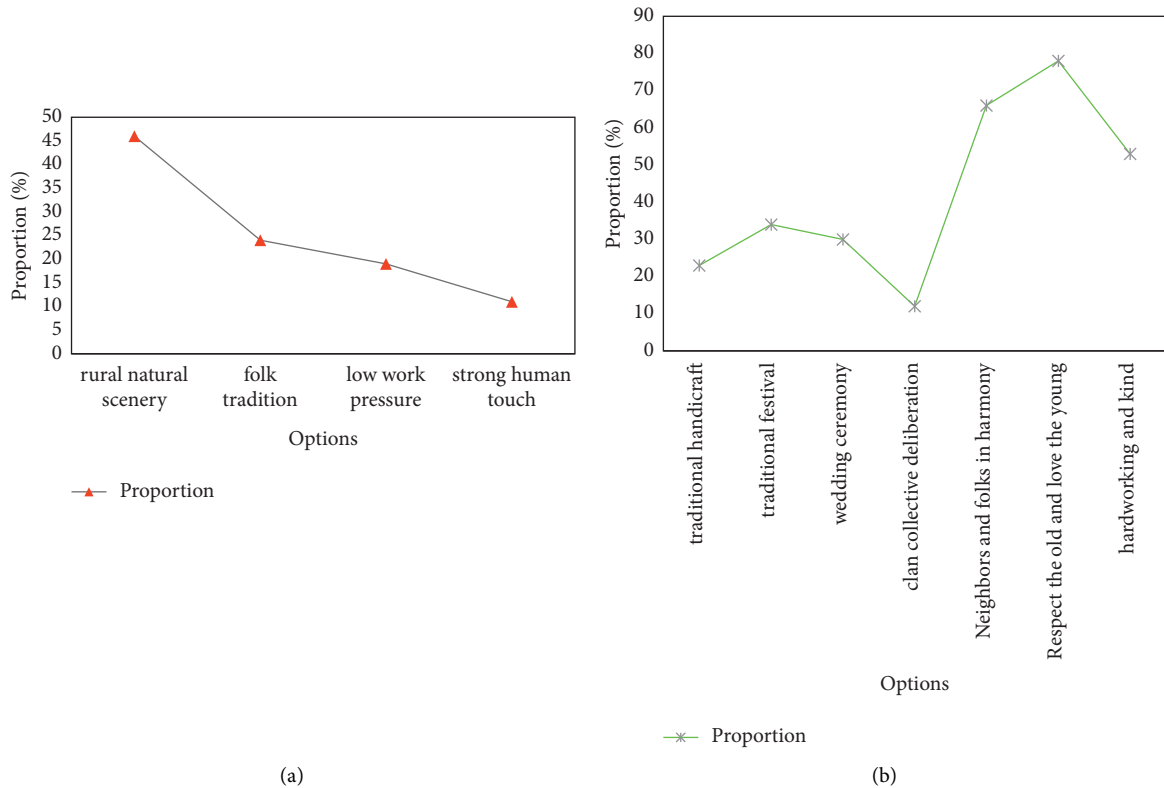 Proportion (%)
50
45
40
35
30
25
20
15
10
5
0
rural natural
scenery
folk
tradition
low work
pressure
strong human
touch
Options
Proportion
(a)
Proportion (%)
90
80
70
60
50
40
30
20
10
0
traditional handicraft
traditional festival
wedding ceremony
clan collective deliberation
Neighbors and folks in harmony
Respect the old and love the young
hardworking and kind
Options
Proportion
(b)